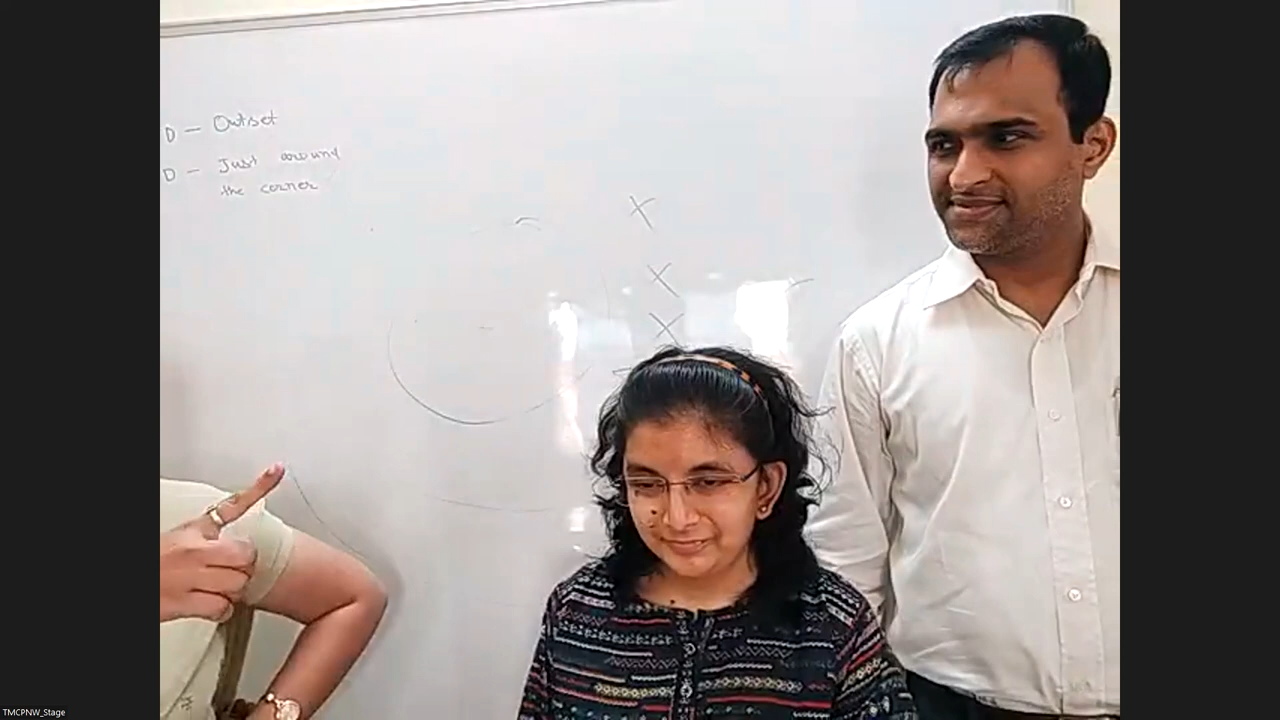 D - Outset
D - Just around
the corner
X
X
X
TMCPNW_Stage